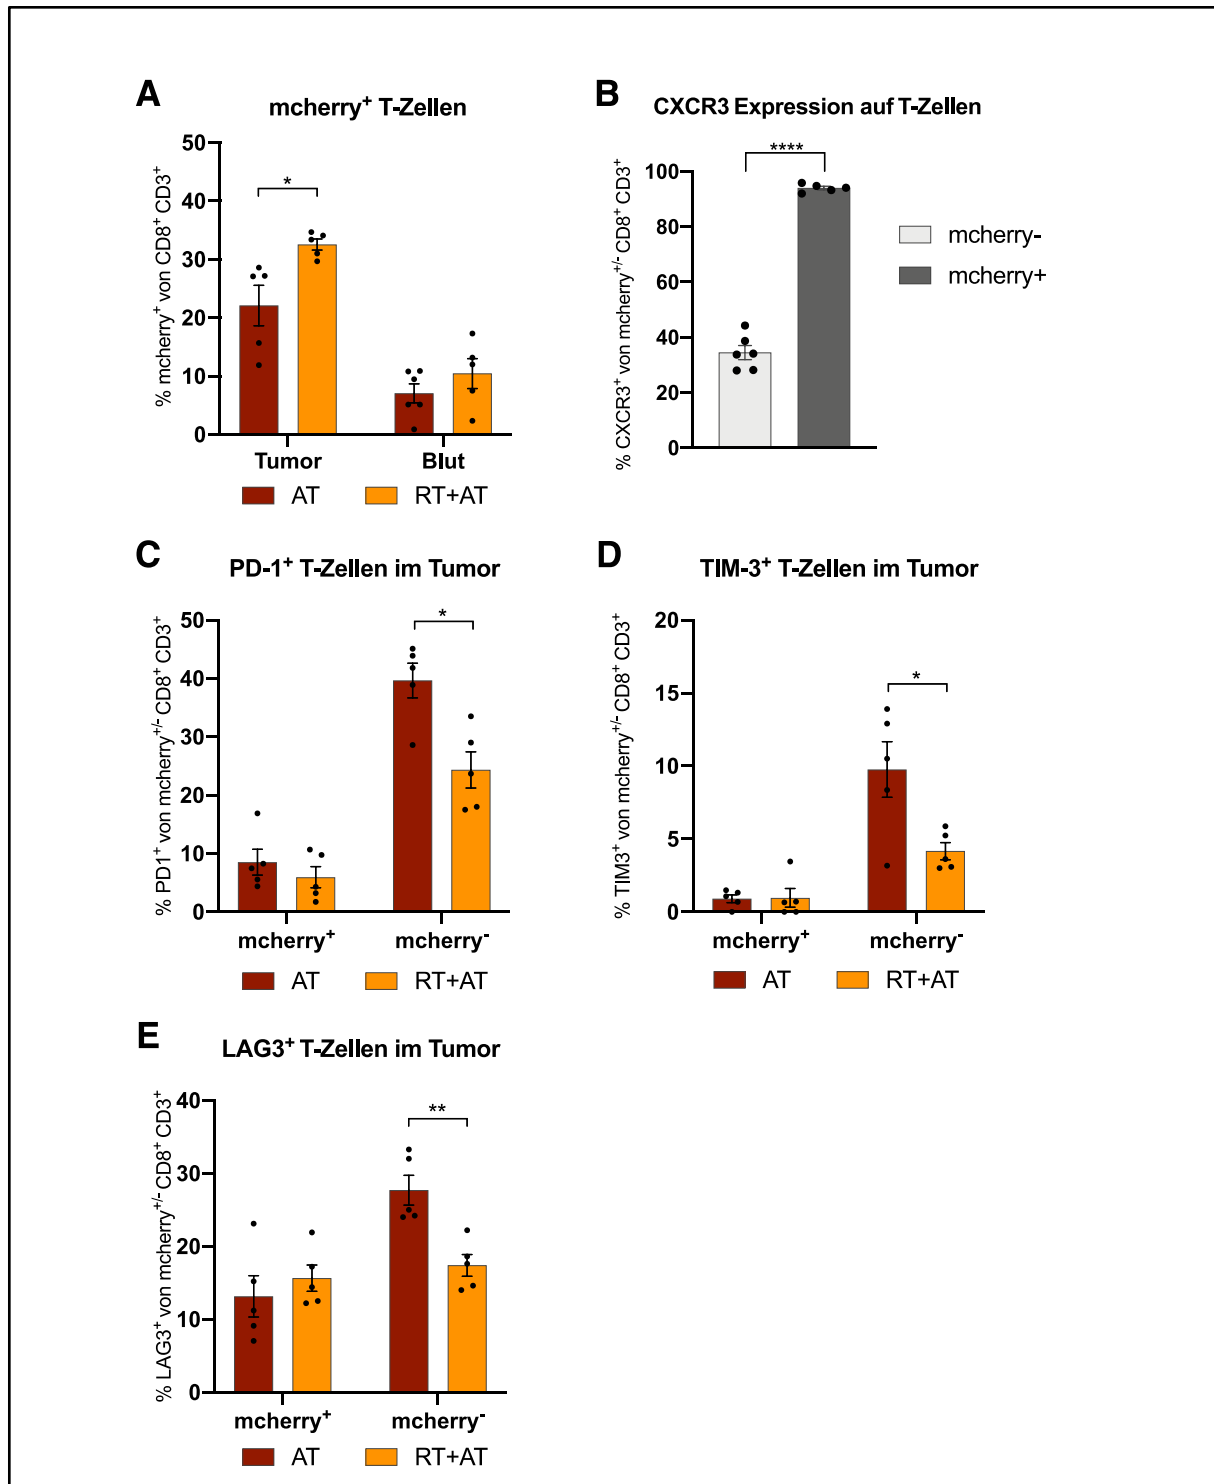 A
mcherry⁺ T-Zellen
% mcherry⁺ von CD8⁺ CD3⁺
50
40
30
20
10
0
*
Tumor
Blut
AT
RT+AT
B
CXCR3 Expression auf T-Zellen
% CXCR3⁺ von mcherry⁺/⁻ CD8⁺ CD3⁺
100
80
60
40
20
0
****
mcherry-
mcherry+
C
PD-1⁺ T-Zellen im Tumor
% PD1⁺ von mcherry⁺/⁻ CD8⁺ CD3⁺
50
40
30
20
10
0
*
mcherry⁺
mcherry⁻
AT
RT+AT
D
TIM-3⁺ T-Zellen im Tumor
% TIM3⁺ von mcherry⁺/⁻ CD8⁺ CD3⁺
20
15
10
5
0
*
mcherry⁺
mcherry⁻
AT
RT+AT
E
LAG3⁺ T-Zellen im Tumor
% LAG3⁺ von mcherry⁺/⁻ CD8⁺ CD3⁺
40
30
20
10
0
**
mcherry⁺
mcherry⁻
AT
RT+AT